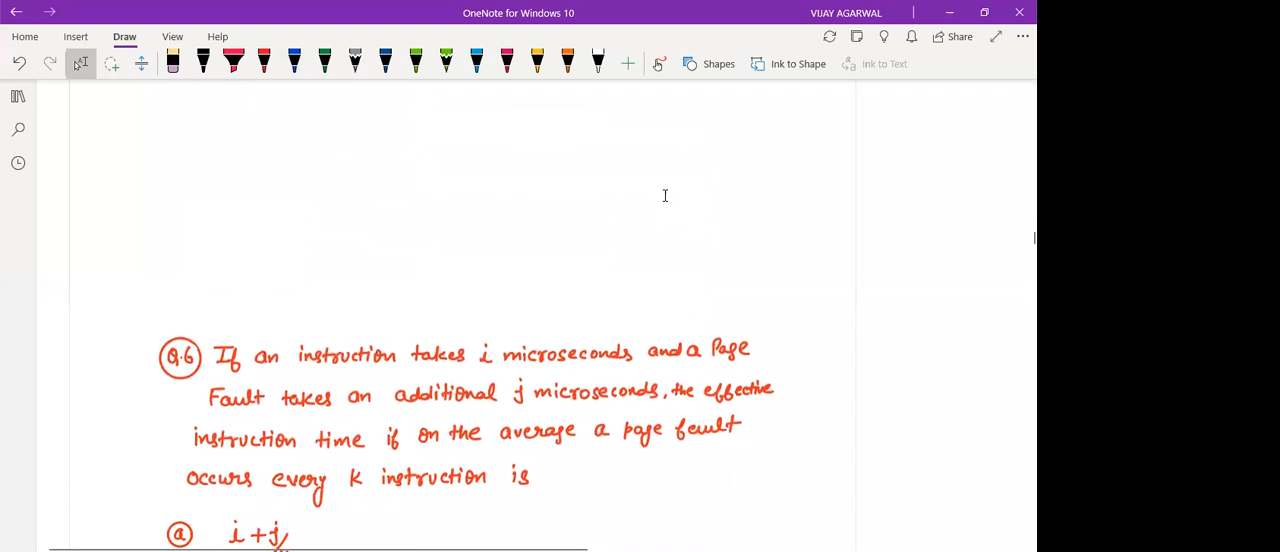 OneNote for Windows 10
VIJAY AGARWAL
Home Insert Draw View Help
Share
Shapes
Ink to Shape
Ink to Text
Q.6 If an instruction takes i microseconds and a Page
Fault takes an additional j microseconds, the effective
instruction time if on the average a page fault
occurs every k instruction is
a i + j/